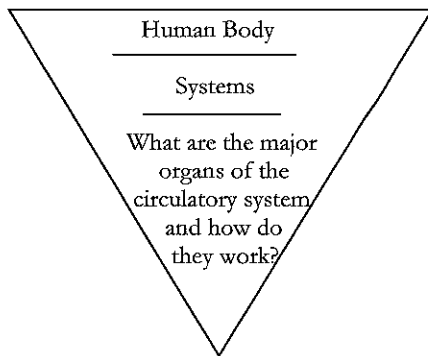 Human Body
Systems
What are the major
organs of the
circulatory system
and how do
they work?